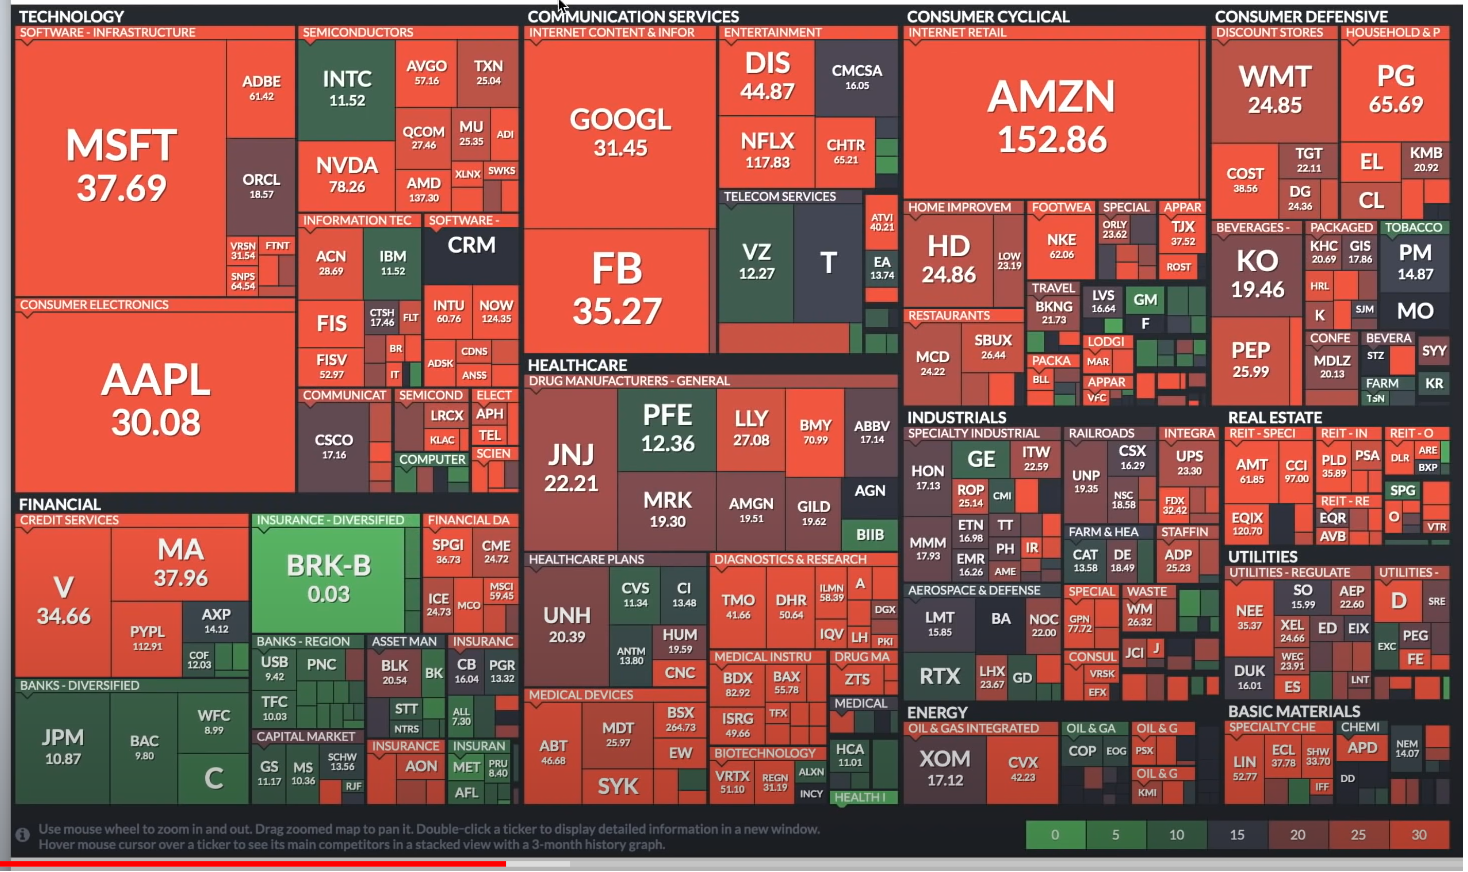 TECHNOLOGY
SOFTWARE - INFRASTRUCTURE
MSFT
37.69
ADBE
61.42
ORCL
18.57
VRSN
31.54
FTNT
SNPS
64.54
SEMICONDUCTORS
INTC
11.52
AVGO
57.16
TXN
25.04
NVDA
78.26
QCOM
27.46
MU
25.35
ADI
AMD
137.30
XLNX
SWKS
INFORMATION TEC
ACN
28.69
IBM
11.52
FIS
CTSH
17.46
FLT
FISV
52.97
BR
IT
SOFTWARE -
CRM
INTU
60.76
NOW
124.35
ADSK
CDNS
ANSS
CONSUMER ELECTRONICS
AAPL
30.08
COMMUNICAT
CSCO
17.16
SEMICOND
LRCX
KLAC
ELECT
APH
TEL
COMPUTER
SCIEN
FINANCIAL
CREDIT SERVICES
V
34.66
MA
37.96
PYPL
112.91
AXP
14.12
COF
12.03
INSURANCE - DIVERSIFIED
BRK-B
0.03
FINANCIAL DA
SPGI
36.73
CME
24.72
ICE
24.73
MCO
MSCI
59.45
BANKS - DIVERSIFIED
JPM
10.87
BAC
9.80
WFC
8.99
C
BANKS - REGION
USB
9.42
PNC
TFC
10.03
ASSET MAN
BLK
20.54
BK
STT
NTRS
INSURANC
CB
16.04
PGR
13.32
ALL
7.30
CAPITAL MARKET
GS
11.17
MS
10.36
SCHW
13.56
RJF
INSURANCE
AON
INSURAN
MET
PRU
8.40
AFL
COMMUNICATION SERVICES
INTERNET CONTENT & INFOR
GOOGL
31.45
FB
35.27
ENTERTAINMENT
DIS
44.87
CMCSA
16.05
NFLX
117.83
CHTR
65.21
TELECOM SERVICES
VZ
12.27
T
ATVI
40.21
EA
13.74
HEALTHCARE
DRUG MANUFACTURERS - GENERAL
JNJ
22.21
PFE
12.36
LLY
27.08
BMY
70.99
ABBV
17.14
MRK
19.30
AMGN
19.51
GILD
19.62
AGN
BIIB
HEALTHCARE PLANS
UNH
20.39
CVS
11.34
CI
13.48
ANTM
13.80
HUM
19.59
CNC
DIAGNOSTICS & RESEARCH
TMO
41.66
DHR
50.64
ILMN
58.39
A
DGX
IQV
LH
PKI
MEDICAL DEVICES
ABT
46.68
MDT
25.97
BSX
264.73
SYK
EW
MEDICAL INSTRU
BDX
82.92
BAX
55.78
ISRG
49.66
TFX
DRUG MA
ZTS
MEDICAL
BIOTECHNOLOGY
VRTX
51.10
REGN
31.19
ALXN
INCY
HCA
11.01
HEALTH I
CONSUMER CYCLICAL
INTERNET RETAIL
AMZN
152.86
HOME IMPROVEM
HD
24.86
LOW
23.19
FOOTWEA
NKE
62.06
SPECIAL
ORLY
23.62
APPAR
TJX
37.52
ROST
RESTAURANTS
MCD
24.22
SBUX
26.44
TRAVEL
BKNG
21.73
LVS
16.64
GM
F
PACKA
BLL
LODGI
MAR
APPAR
VFC
CONSUMER DEFENSIVE
DISCOUNT STORES
WMT
24.85
COST
38.56
TGT
22.11
DG
24.36
HOUSEHOLD & P
PG
65.69
EL
KMB
20.92
CL
BEVERAGES -
KO
19.46
PEP
25.99
PACKAGED
KHC
20.69
GIS
17.86
HRL
K
SJM
TOBACCO
PM
14.87
MO
CONFE
MDLZ
20.13
BEVERA
STZ
SYY
FARM
TSN
KR
INDUSTRIALS
SPECIALTY INDUSTRIAL
HON
17.13
GE
ITW
22.59
ROP
25.14
CMI
MMM
17.93
ETN
16.98
TT
EMR
16.26
PH
IR
AME
RAILROADS
UNP
19.35
CSX
16.29
NSC
18.58
INTEGRA
UPS
23.30
FDX
32.42
FARM & HEA
CAT
13.58
DE
18.49
STAFFIN
ADP
25.23
AEROSPACE & DEFENSE
LMT
15.85
BA
NOC
22.00
RTX
LHX
23.67
GD
SPECIAL
GPN
77.72
WASTE
WM
26.32
CONSUL
VRSK
EFX
JCI
J
REAL ESTATE
REIT - SPECI
AMT
61.85
CCI
97.00
EQIX
120.70
REIT - IN
PLD
35.89
PSA
REIT - O
DLR
ARE
BXP
REIT - RE
EQR
AVB
SPG
O
VTR
UTILITIES
UTILITIES - REGULATE
NEE
35.37
SO
15.99
AEP
22.60
XEL
24.66
ED
EIX
WEC
23.91
DUK
16.01
ES
LNT
UTILITIES -
D
SRE
EXC
PEG
FE
ENERGY
OIL & GAS INTEGRATED
XOM
17.12
CVX
42.23
OIL & GA
COP
EOG
OIL & G
PSX
OIL & G
KMI
BASIC MATERIALS
SPECIALTY CHE
LIN
52.77
ECL
37.78
SHW
33.70
IFF
CHEMI
APD
DD
NEM
14.07
Use mouse wheel to zoom in and out. Drag zoomed map to pan it. Double-click a ticker to display detailed information in a new window.
Hover mouse cursor over a ticker to see its main competitors in a stacked view with a 3-month history graph.
0 5 10 15 20 25 30